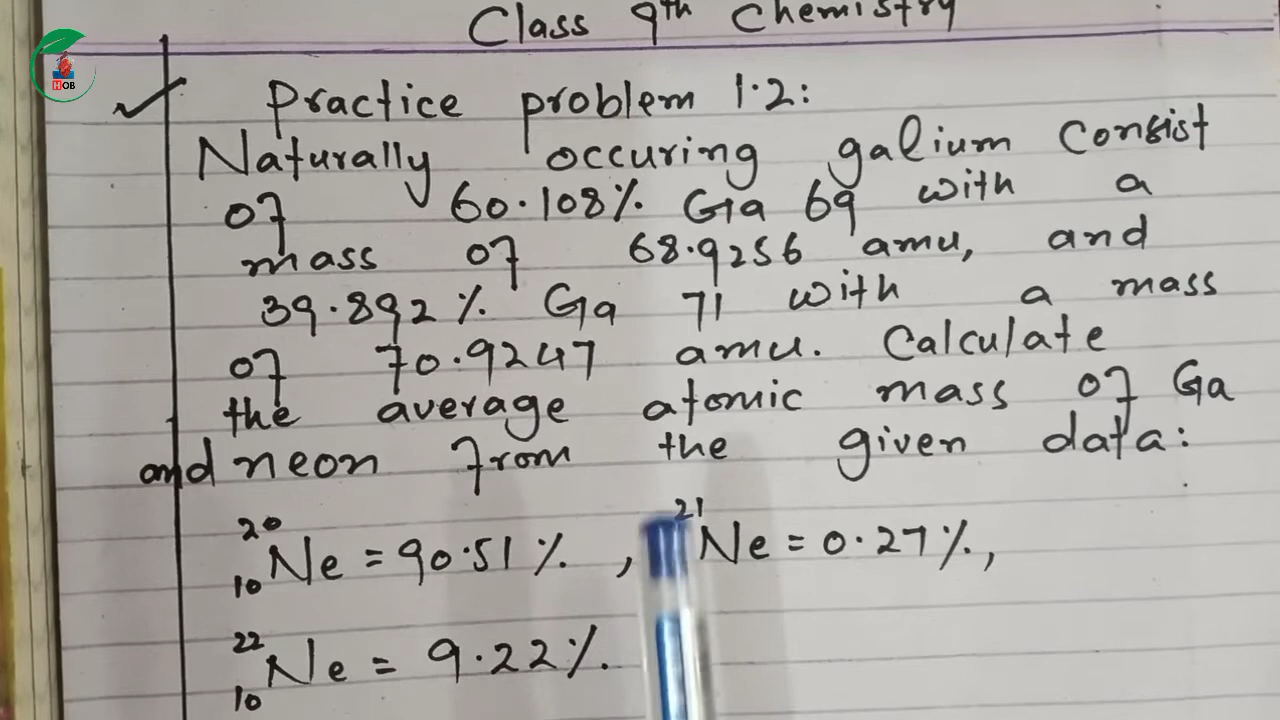 Class 9th Chemistry
HOB
Practice problem 1.2:
Naturally occuring galium consist
of 60.108% Ga 69 with a
mass of 68.9256 amu, and
39.892% Ga 71 with a mass
of 70.9247 amu. Calculate
the average atomic mass of Ga
and neon from the given data:
²⁰₁₀Ne = 90.51%, ²¹Ne = 0.27%,
²²₁₀Ne = 9.22%.